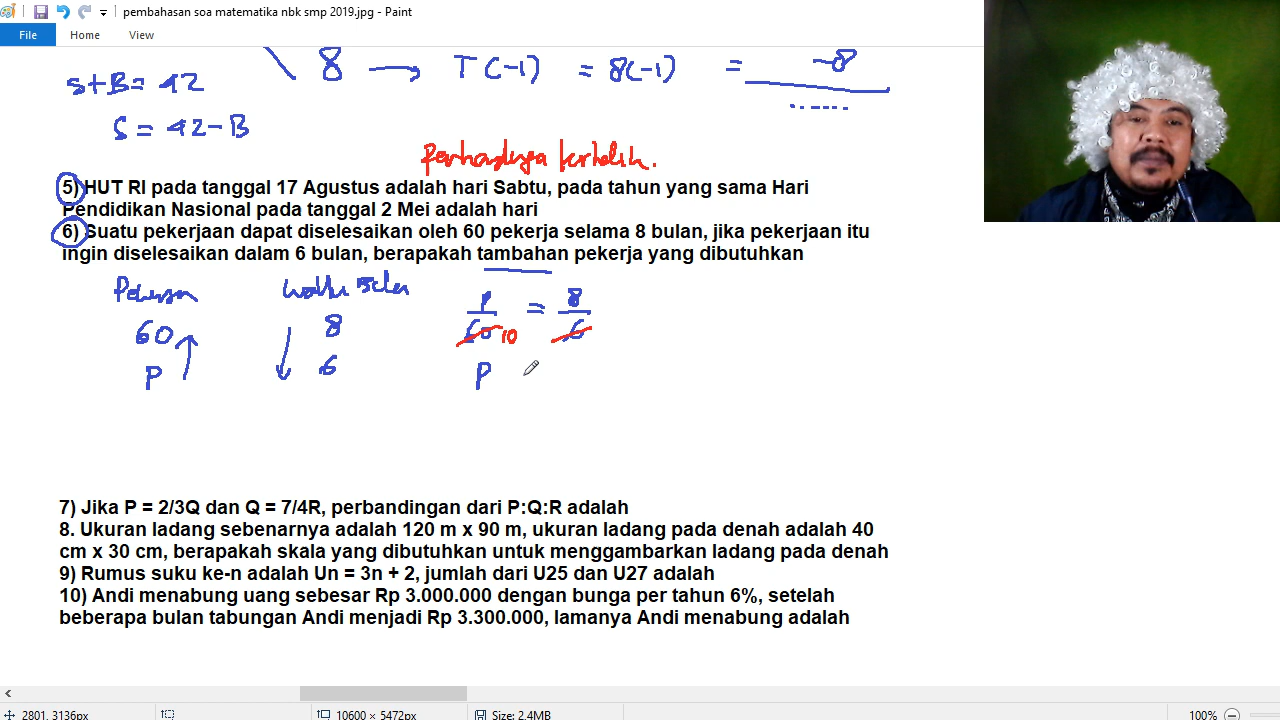 pembahasan soa matematika nbk smp 2019.jpg - Paint
File Home View
8 → T(-1) = 8(-1) = -8
S+B = 42
S = 42-B
5) HUT RI pada tanggal 17 Agustus adalah hari Sabtu, pada tahun yang sama Hari
Pendidikan Nasional pada tanggal 2 Mei adalah hari
6) Suatu pekerjaan dapat diselesaikan oleh 60 pekerja selama 8 bulan, jika pekerjaan itu
ingin diselesaikan dalam 6 bulan, berapakah tambahan pekerja yang dibutuhkan
P/60 = 8/6
10
60 8
P 6
P
7) Jika P = 2/3Q dan Q = 7/4R, perbandingan dari P:Q:R adalah
8. Ukuran ladang sebenarnya adalah 120 m x 90 m, ukuran ladang pada denah adalah 40
cm x 30 cm, berapakah skala yang dibutuhkan untuk menggambarkan ladang pada denah
9) Rumus suku ke-n adalah Un = 3n + 2, jumlah dari U25 dan U27 adalah
10) Andi menabung uang sebesar Rp 3.000.000 dengan bunga per tahun 6%, setelah
beberapa bulan tabungan Andi menjadi Rp 3.300.000, lamanya Andi menabung adalah
2801, 3136px 10600 × 5472px Size: 2.4MB 100%